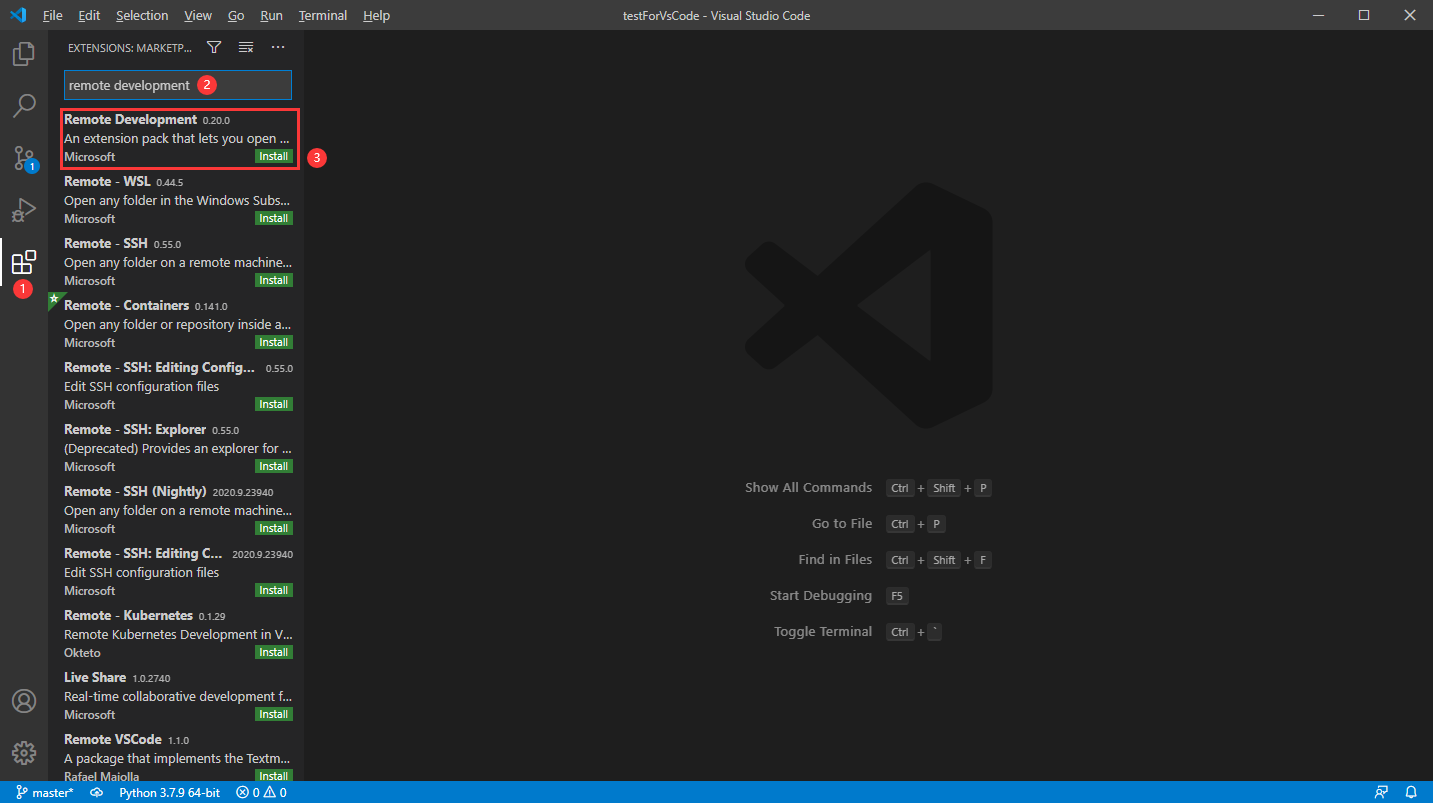 File Edit Selection View Go Run Terminal Help
testForVsCode - Visual Studio Code
EXTENSIONS: MARKETP...
remote development 2
Remote Development 0.20.0
An extension pack that lets you open ...
Microsoft Install
3
Remote - WSL 0.44.5
Open any folder in the Windows Subs...
Microsoft Install
Remote - SSH 0.55.0
Open any folder on a remote machine...
Microsoft Install
Remote - Containers 0.141.0
Open any folder or repository inside a...
Microsoft Install
Remote - SSH: Editing Config... 0.55.0
Edit SSH configuration files
Microsoft Install
Remote - SSH: Explorer 0.55.0
(Deprecated) Provides an explorer for ...
Microsoft Install
Remote - SSH (Nightly) 2020.9.23940
Open any folder on a remote machine...
Microsoft Install
Remote - SSH: Editing C... 2020.9.23940
Edit SSH configuration files
Microsoft Install
Remote - Kubernetes 0.1.29
Remote Kubernetes Development in V...
Okteto Install
Live Share 1.0.2740
Real-time collaborative development f...
Microsoft Install
Remote VSCode 1.1.0
A package that implements the Textm...
Rafael Maiolla Install
1
1
Show All Commands Ctrl + Shift + P
Go to File Ctrl + P
Find in Files Ctrl + Shift + F
Start Debugging F5
Toggle Terminal Ctrl + `
master* Python 3.7.9 64-bit 0 0